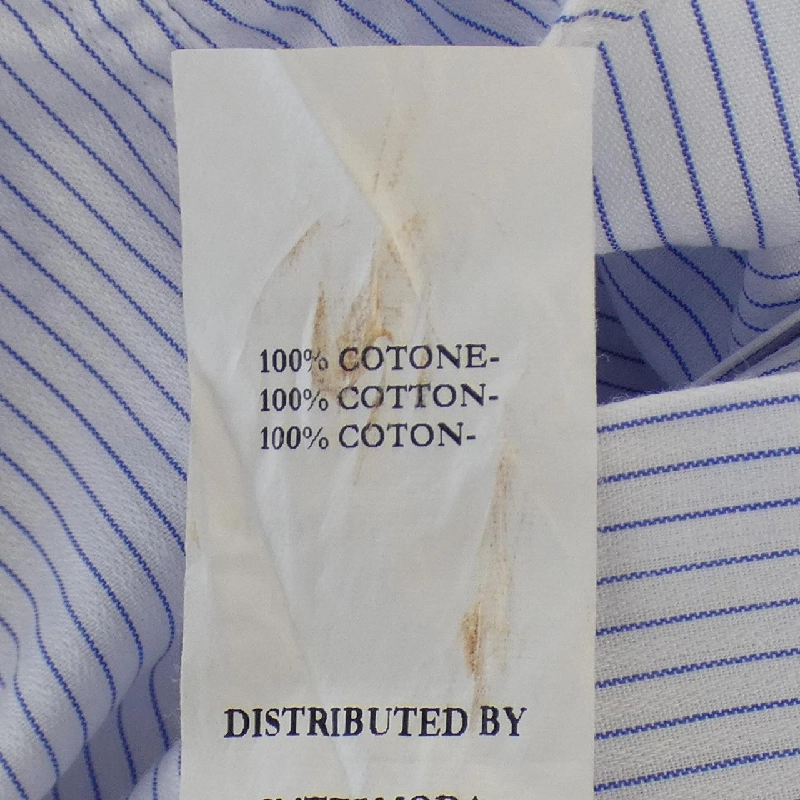 100% COTONE-
100% COTTON-
100% COTON-
DISTRIBUTED BY